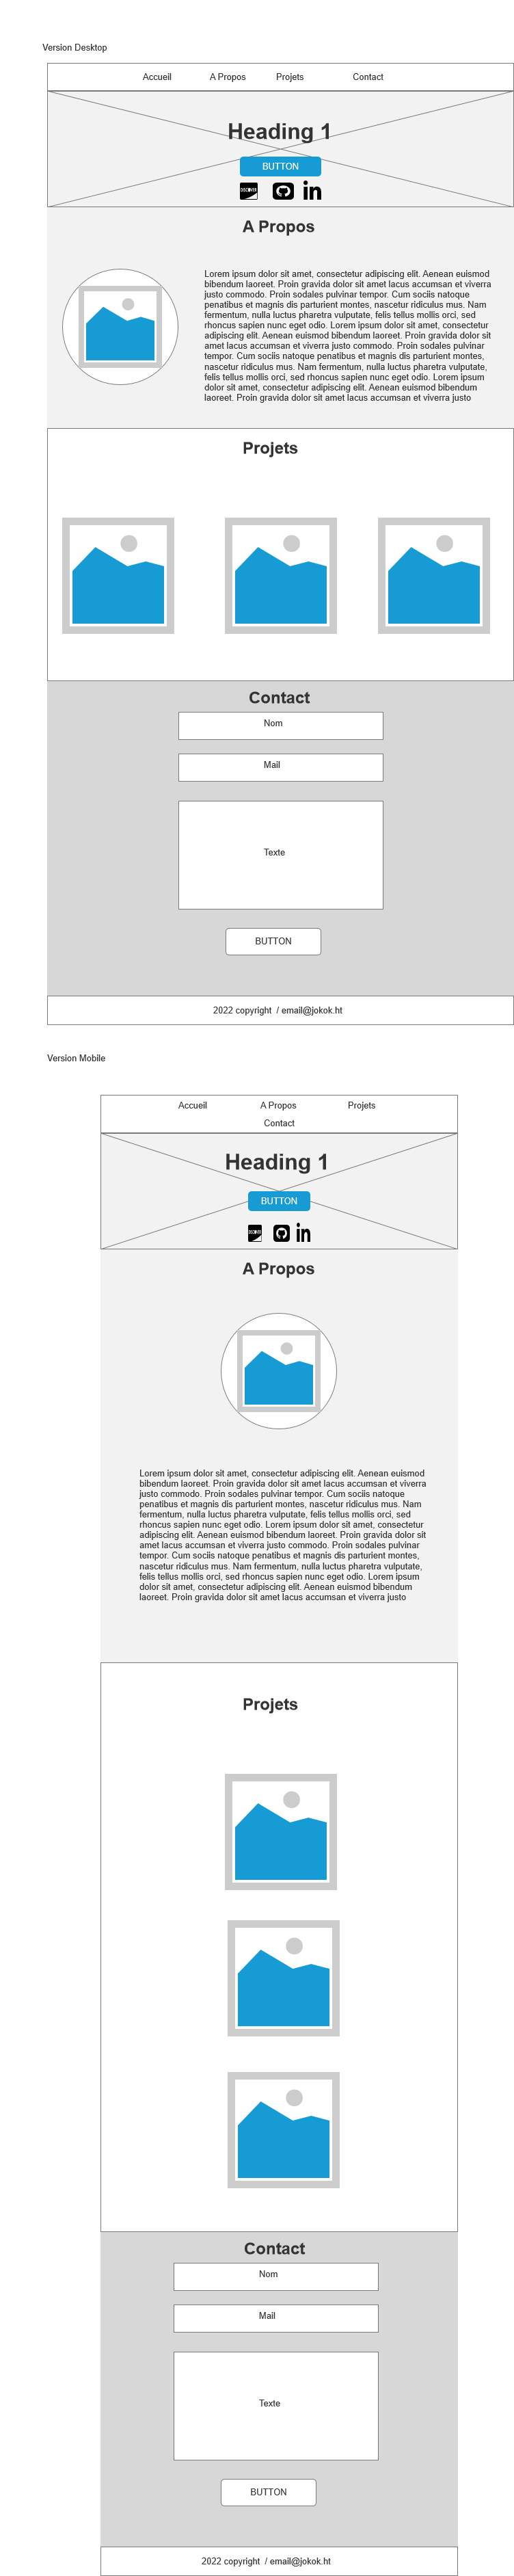 Version Desktop
Accueil A Propos Projets Contact
Heading 1
BUTTON
DISCOVER
A Propos
Lorem ipsum dolor sit amet, consectetur adipiscing elit. Aenean euismod
bibendum laoreet. Proin gravida dolor sit amet lacus accumsan et viverra
justo commodo. Proin sodales pulvinar tempor. Cum sociis natoque
penatibus et magnis dis parturient montes, nascetur ridiculus mus. Nam
fermentum, nulla luctus pharetra vulputate, felis tellus mollis orci, sed
rhoncus sapien nunc eget odio. Lorem ipsum dolor sit amet, consectetur
adipiscing elit. Aenean euismod bibendum laoreet. Proin gravida dolor sit
amet lacus accumsan et viverra justo commodo. Proin sodales pulvinar
tempor. Cum sociis natoque penatibus et magnis dis parturient montes,
nascetur ridiculus mus. Nam fermentum, nulla luctus pharetra vulputate,
felis tellus mollis orci, sed rhoncus sapien nunc eget odio. Lorem ipsum
dolor sit amet, consectetur adipiscing elit. Aenean euismod bibendum
laoreet. Proin gravida dolor sit amet lacus accumsan et viverra justo
Projets
Contact
Nom
Mail
Texte
BUTTON
2022 copyright / email@jokok.ht
Version Mobile
Accueil A Propos Projets
Contact
Heading 1
BUTTON
DISCOVER
A Propos
Lorem ipsum dolor sit amet, consectetur adipiscing elit. Aenean euismod
bibendum laoreet. Proin gravida dolor sit amet lacus accumsan et viverra
justo commodo. Proin sodales pulvinar tempor. Cum sociis natoque
penatibus et magnis dis parturient montes, nascetur ridiculus mus. Nam
fermentum, nulla luctus pharetra vulputate, felis tellus mollis orci, sed
rhoncus sapien nunc eget odio. Lorem ipsum dolor sit amet, consectetur
adipiscing elit. Aenean euismod bibendum laoreet. Proin gravida dolor sit
amet lacus accumsan et viverra justo commodo. Proin sodales pulvinar
tempor. Cum sociis natoque penatibus et magnis dis parturient montes,
nascetur ridiculus mus. Nam fermentum, nulla luctus pharetra vulputate,
felis tellus mollis orci, sed rhoncus sapien nunc eget odio. Lorem ipsum
dolor sit amet, consectetur adipiscing elit. Aenean euismod bibendum
laoreet. Proin gravida dolor sit amet lacus accumsan et viverra justo
Projets
Contact
Nom
Mail
Texte
BUTTON
2022 copyright / email@jokok.ht